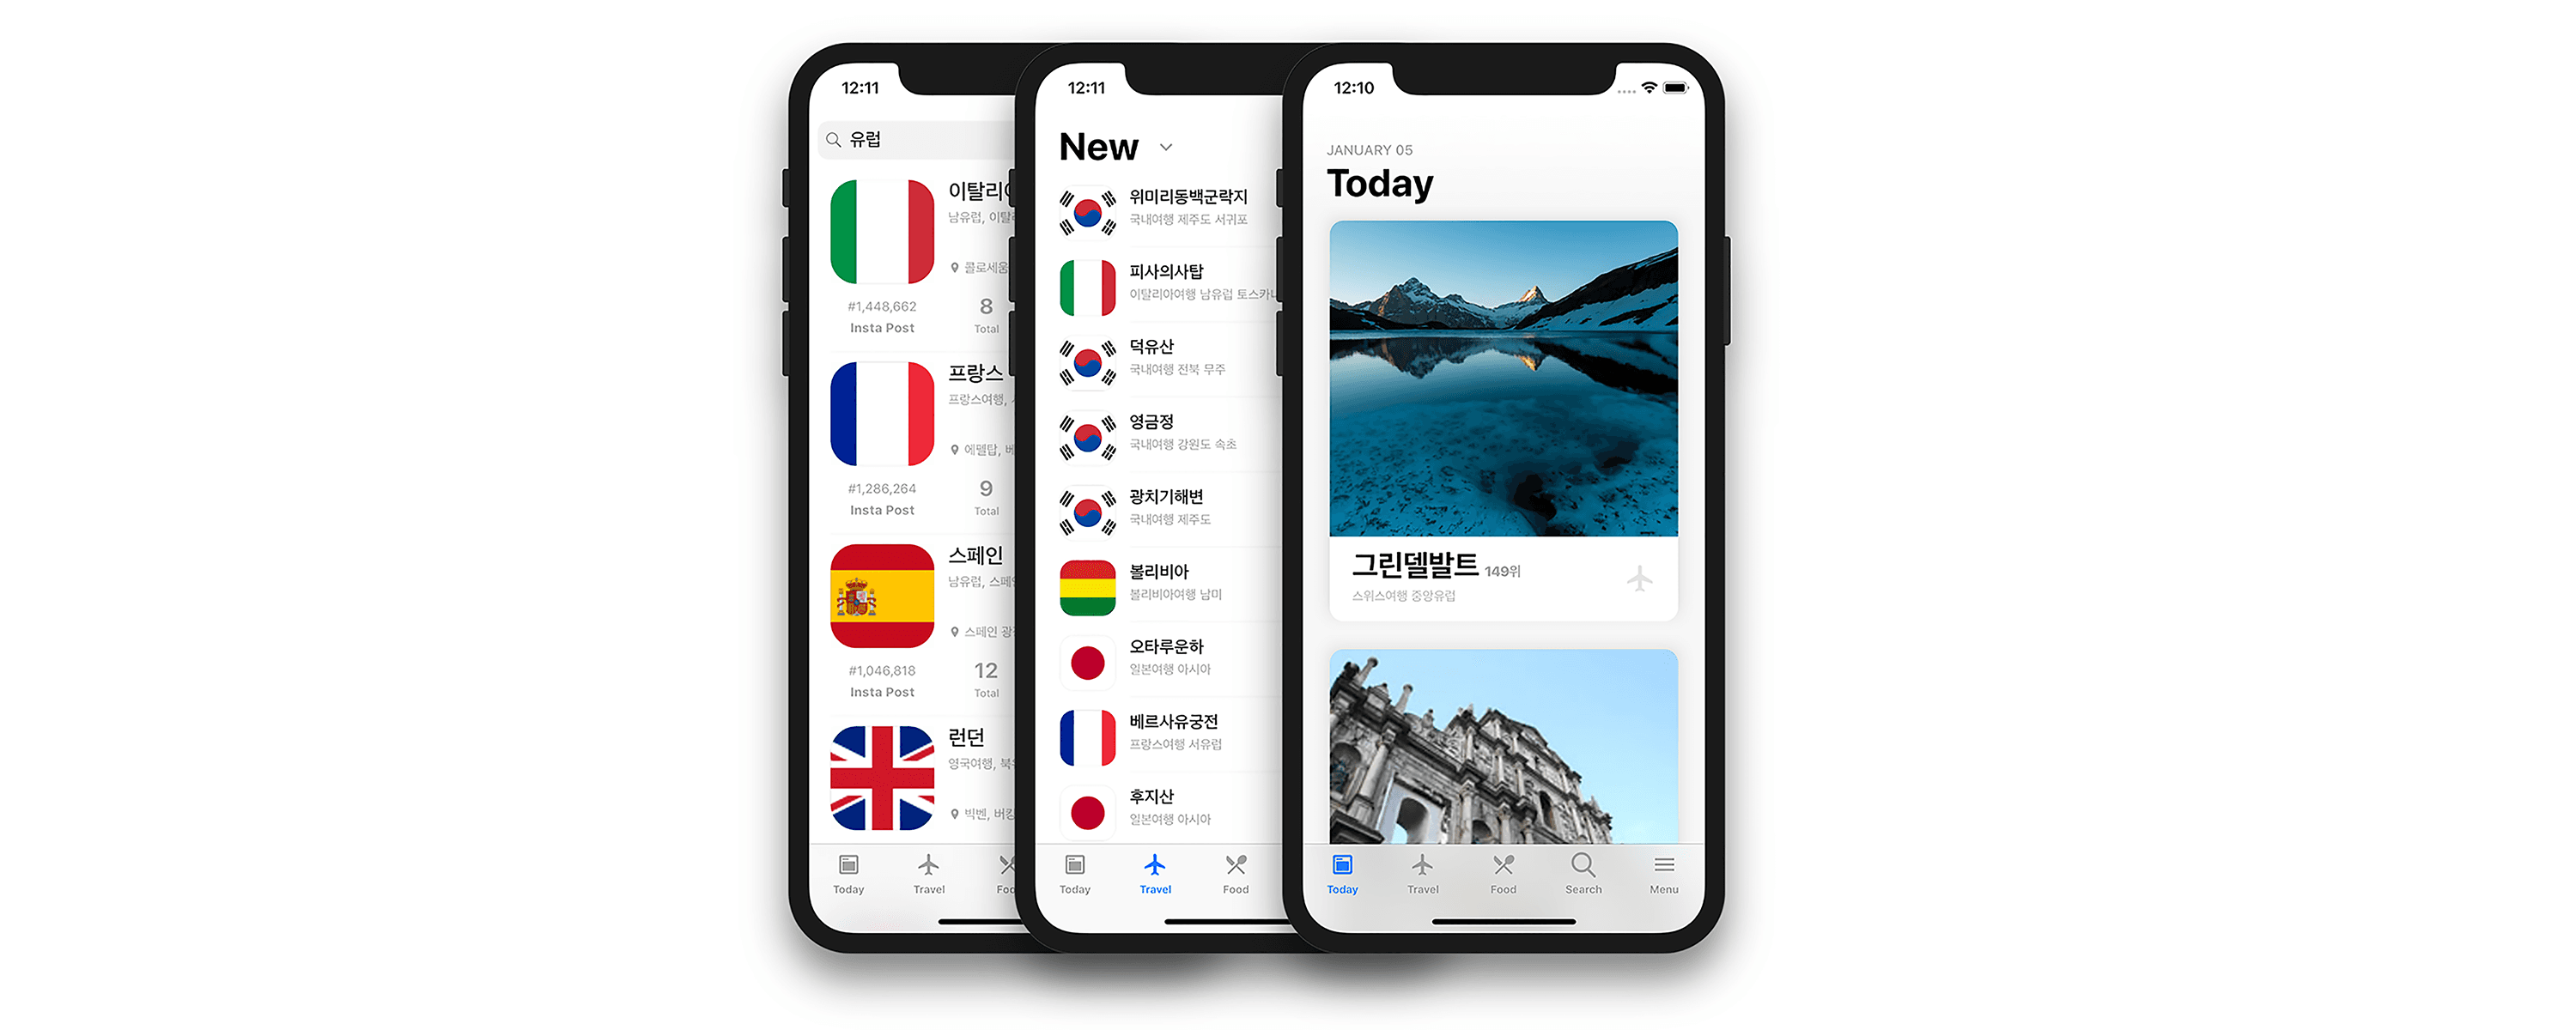 12:11
유럽
이탈리
남유럽, 이탈
콜로세움
#1,448,662
8
Insta Post
Total
프랑스
프랑스여행,
에펠탑, 베
#1,286,264
9
Insta Post
Total
스페인
남유럽, 스페인
스페인 광
#1,046,818
12
Insta Post
Total
런던
영국여행, 북
빅벤, 버킹
Today
Travel
Foo
12:11
New
위미리동백군락지
국내여행 제주도 서귀포
피사의사탑
이탈리아여행 남유럽 토스카나
덕유산
국내여행 전북 무주
영금정
국내여행 강원도 속초
광치기해변
국내여행 제주도
볼리비아
볼리비아여행 남미
오타루운하
일본여행 아시아
베르사유궁전
프랑스여행 서유럽
후지산
일본여행 아시아
Today
Travel
Food
12:10
JANUARY 05
Today
그린델발트 149위
스위스여행 중앙유럽
Today
Travel
Food
Search
Menu